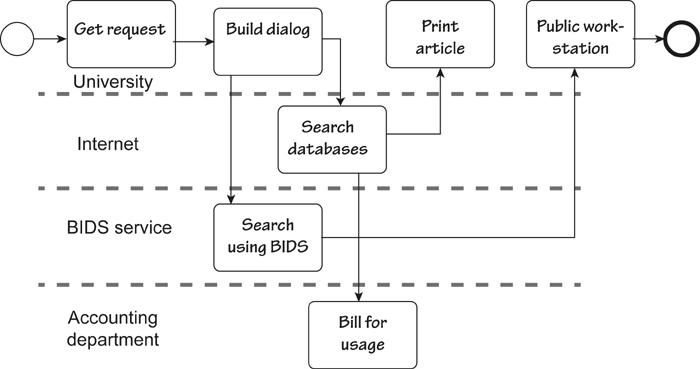 Get request
Build dialog
Print
article
Public work-
station
University
Internet
Search
databases
BIDS service
Search
using BIDS
Accounting
department
Bill for
usage